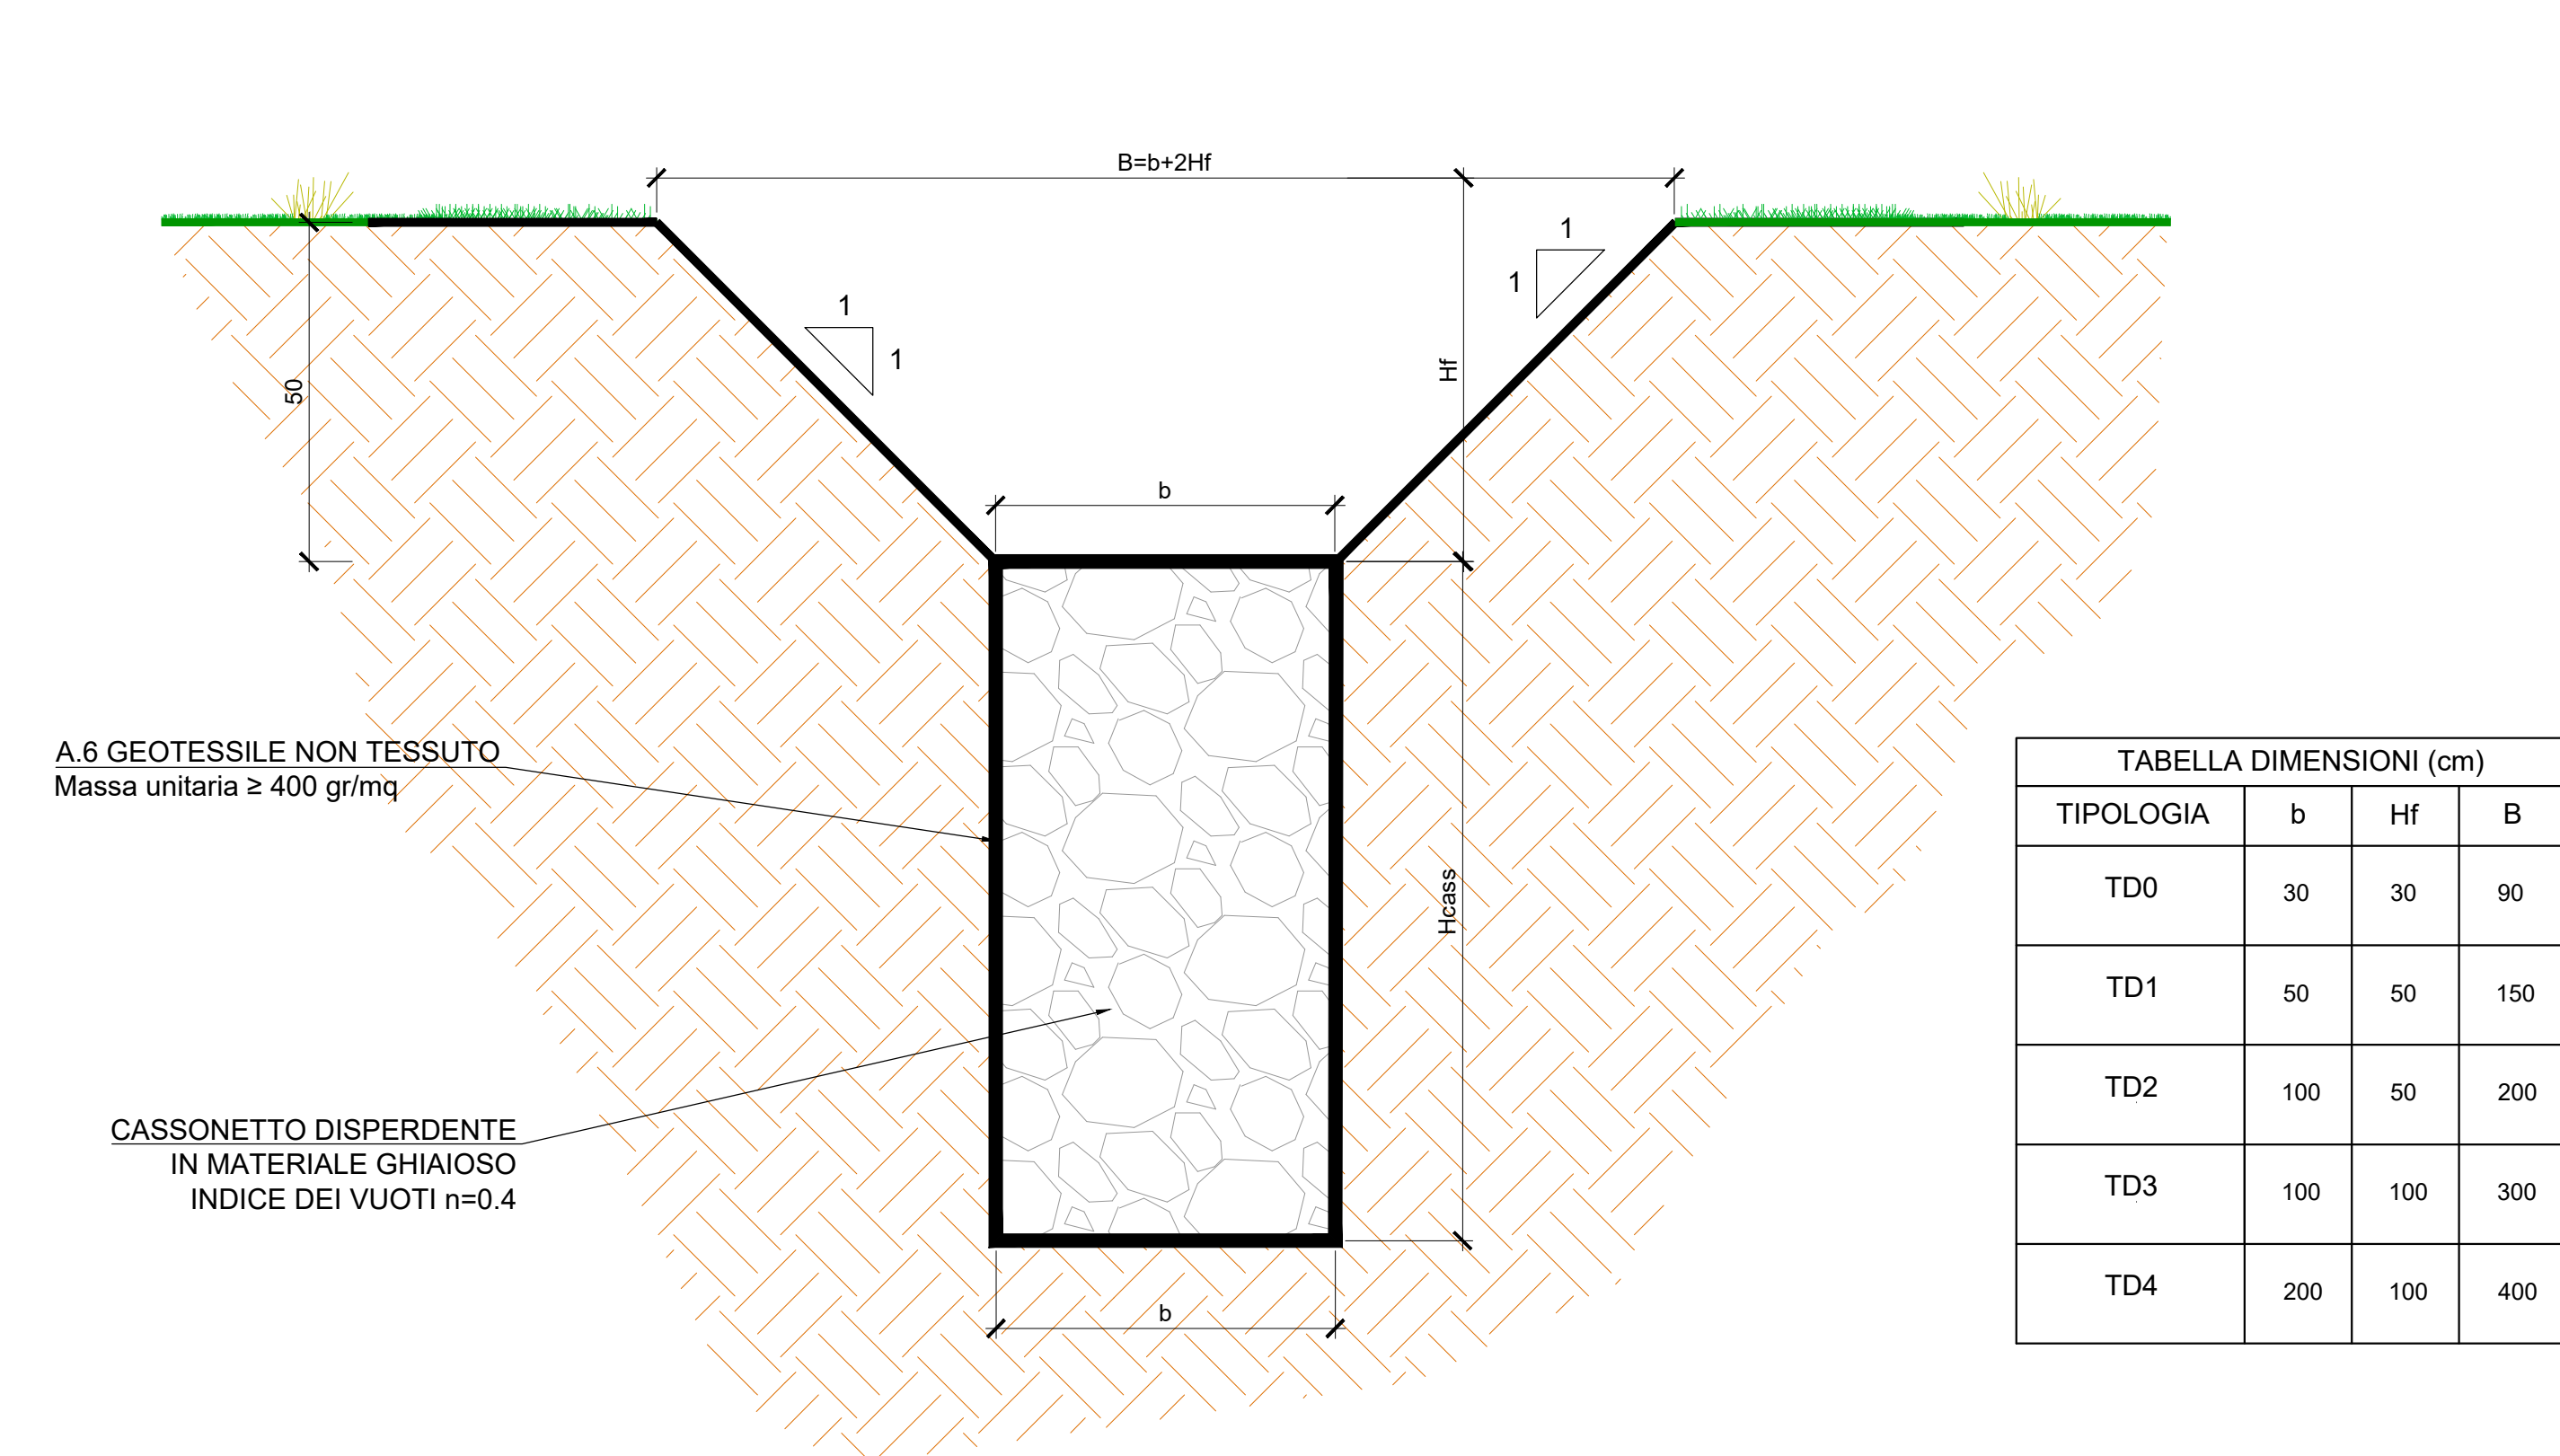 B=b+2Hf
1
1
1
1
50
Hf
b
A.6 GEOTESSILE NON TESSUTO
Massa unitaria ≥ 400 gr/mq
Hcass
CASSONETTO DISPERDENTE
IN MATERIALE GHIAIOSO
INDICE DEI VUOTI n=0.4
b
TABELLA DIMENSIONI (cm)
TIPOLOGIA b Hf B
TD0 30 30 90
TD1 50 50 150
TD2 100 50 200
TD3 100 100 300
TD4 200 100 400